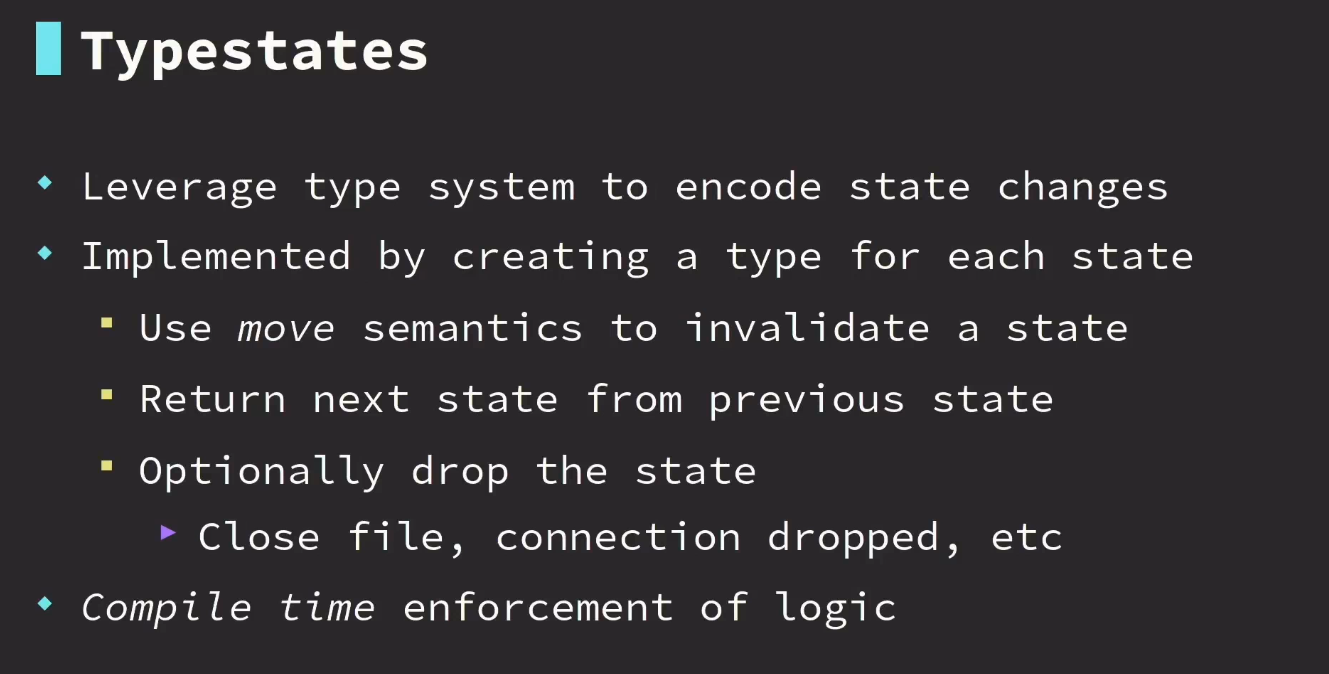 Typestates
Leverage type system to encode state changes
Implemented by creating a type for each state
Use move semantics to invalidate a state
Return next state from previous state
Optionally drop the state
Close file, connection dropped, etc
Compile time enforcement of logic